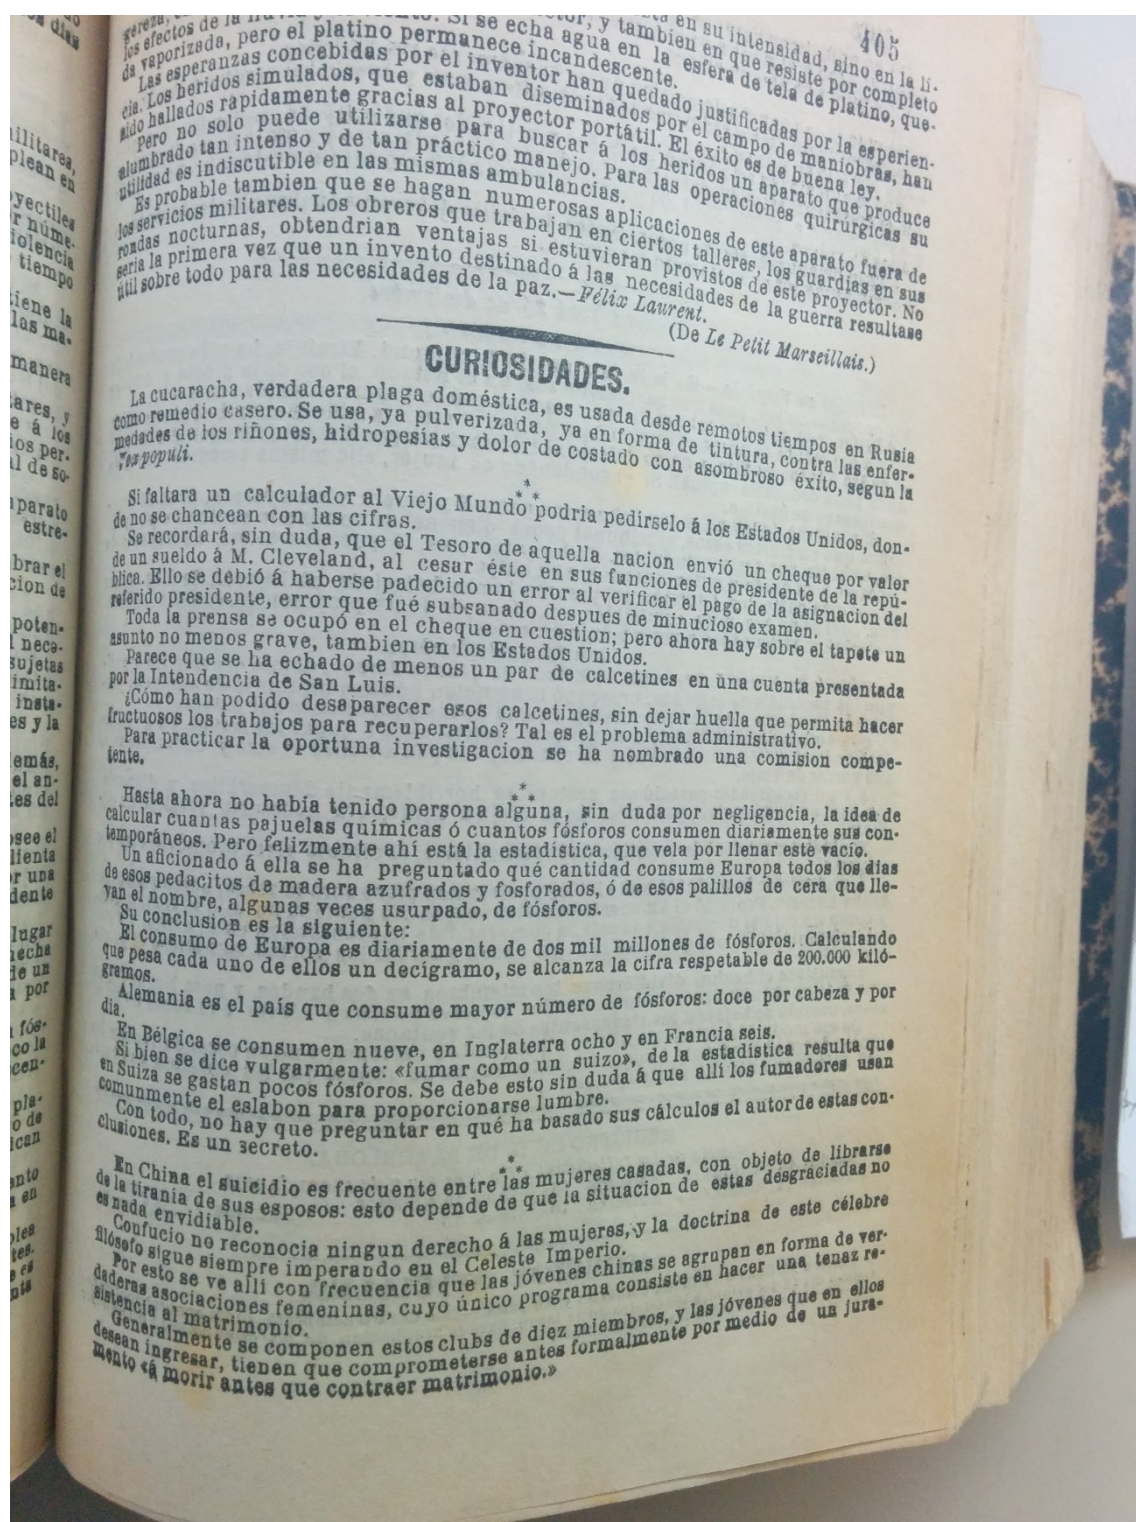 405
los efectos de la
Si se echa agua en la esfera de tela de platino, que-
da vaporizada, pero el platino permanece incandescente.
Las esperanzas concebidas por el inventor han quedado justificadas por la esperien-
cia. Los heridos simulados, que estaban diseminados por el campo de maniobras, han
sido hallados rápidamente gracias al proyector portátil. El éxito es de buena ley.
Pero no solo puede utilizarse para buscar á los heridos un aparato que produce
alumbrado tan intenso y de tan práctico manejo. Para las operaciones quirúrgicas su
utilidad es indiscutible en las mismas ambulancias.
Es probable tambien que se hagan numerosas aplicaciones de este aparato fuera de
los servicios militares. Los obreros que trabajan en ciertos talleres, los guardias en sus
rondas nocturnas, obtendrian ventajas si estuvieran provistos de este proyector. No
seria la primera vez que un invento destinado á las necesidades de la guerra resultase
útil sobre todo para las necesidades de la paz.—Félix Laurent.
(De Le Petit Marseillais.)
CURIOSIDADES.
La cucaracha, verdadera plaga doméstica, es usada desde remotos tiempos en Rusia
como remedio casero. Se usa, ya pulverizada, ya en forma de tintura, contra las enfer-
medades de los riñones, hidropesías y dolor de costado con asombroso éxito, segun la
Vox populi.
* * *
Si faltara un calculador al Viejo Mundo podria pedirselo á los Estados Unidos, don-
de no se chancean con las cifras.
Se recordará, sin duda, que el Tesoro de aquella nacion envió un cheque por valor
de un sueldo á M. Cleveland, al cesar éste en sus funciones de presidente de la repú-
blica. Ello se debió á haberse padecido un error al verificar el pago de la asignacion del
referido presidente, error que fué subsanado despues de minucioso examen.
Toda la prensa se ocupó en el cheque en cuestion; pero ahora hay sobre el tapete un
asunto no menos grave, tambien en los Estados Unidos.
Parece que se ha echado de menos un par de calcetines en una cuenta presentada
por la Intendencia de San Luis.
¿Cómo han podido desaparecer esos calcetines, sin dejar huella que permita hacer
fructuosos los trabajos para recuperarlos? Tal es el problema administrativo.
Para practicar la oportuna investigacion se ha nombrado una comision compe-
tente.
* * *
Hasta ahora no habia tenido persona alguna, sin duda por negligencia, la idea de
calcular cuantas pajuelas químicas ó cuantos fósforos consumen diariamente sus con-
temporáneos. Pero felizmente ahí está la estadística, que vela por llenar este vacío.
Un aficionado á ella se ha preguntado qué cantidad consume Europa todos los dias
de esos pedacitos de madera azufrados y fosforados, ó de esos palillos de cera que lle-
van el nombre, algunas veces usurpado, de fósforos.
Su conclusion es la siguiente:
El consumo de Europa es diariamente de dos mil millones de fósforos. Calculando
que pesa cada uno de ellos un decígramo, se alcanza la cifra respetable de 200.000 kiló-
gramos.
Alemania es el país que consume mayor número de fósforos: doce por cabeza y por
dia.
En Bélgica se consumen nueve, en Inglaterra ocho y en Francia seis.
Si bien se dice vulgarmente: «fumar como un suizo», de la estadística resulta que
en Suiza se gastan pocos fósforos. Se debe esto sin duda á que allí los fumadores usan
comunmente el eslabon para proporcionarse lumbre.
Con todo, no hay que preguntar en qué ha basado sus cálculos el autor de estas con-
clusiones. Es un secreto.
* * *
En China el suicidio es frecuente entre las mujeres casadas, con objeto de librarse
de la tirania de sus esposos: esto depende de que la situacion de estas desgraciadas no
es nada envidiable.
Confucio no reconocia ningun derecho á las mujeres, y la doctrina de este célebre
filósofo sigue siempre imperando en el Celeste Imperio.
Por esto se ve allí con frecuencia que las jóvenes chinas se agrupan en forma de ver-
daderas asociaciones femeninas, cuyo único programa consiste en hacer una tenaz re-
sistencia al matrimonio.
Generalmente se componen estos clubs de diez miembros, y las jóvenes que en ellos
desean ingresar, tienen que comprometerse antes formalmente por medio de un jura-
mento «á morir antes que contraer matrimonio.»